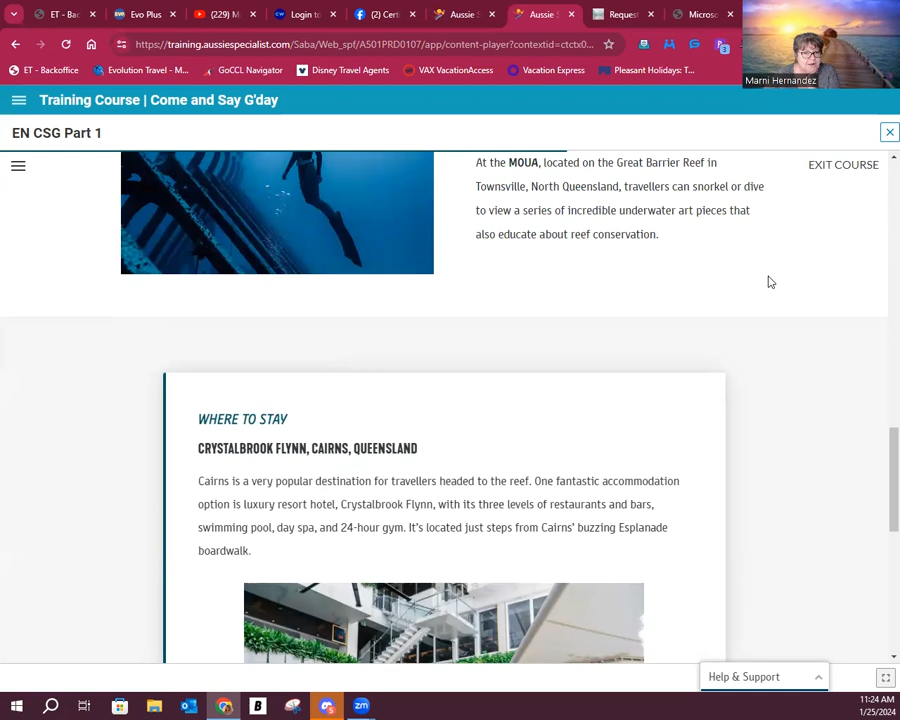 ET - Bac
Evo Plus
(229) M
Login to
(2) Cert
Aussie S
Aussie S
Request
Microso
https://training.aussiespecialist.com/Saba/Web_spf/A501PRD0107/app/content-player?contextid=ctctx0...
3
ET - Backoffice
Evolution Travel - M...
GoCCL Navigator
Disney Travel Agents
VAX VacationAccess
Vacation Express
Pleasant Holidays: T...
Marni Hernandez
Training Course | Come and Say G'day
EN CSG Part 1
EXIT COURSE
At the MOUA, located on the Great Barrier Reef in
Townsville, North Queensland, travellers can snorkel or dive
to view a series of incredible underwater art pieces that
also educate about reef conservation.
WHERE TO STAY
CRYSTALBROOK FLYNN, CAIRNS, QUEENSLAND
Cairns is a very popular destination for travellers headed to the reef. One fantastic accommodation
option is luxury resort hotel, Crystalbrook Flynn, with its three levels of restaurants and bars,
swimming pool, day spa, and 24-hour gym. It's located just steps from Cairns' buzzing Esplanade
boardwalk.
Help & Support
11:24 AM
1/25/2024